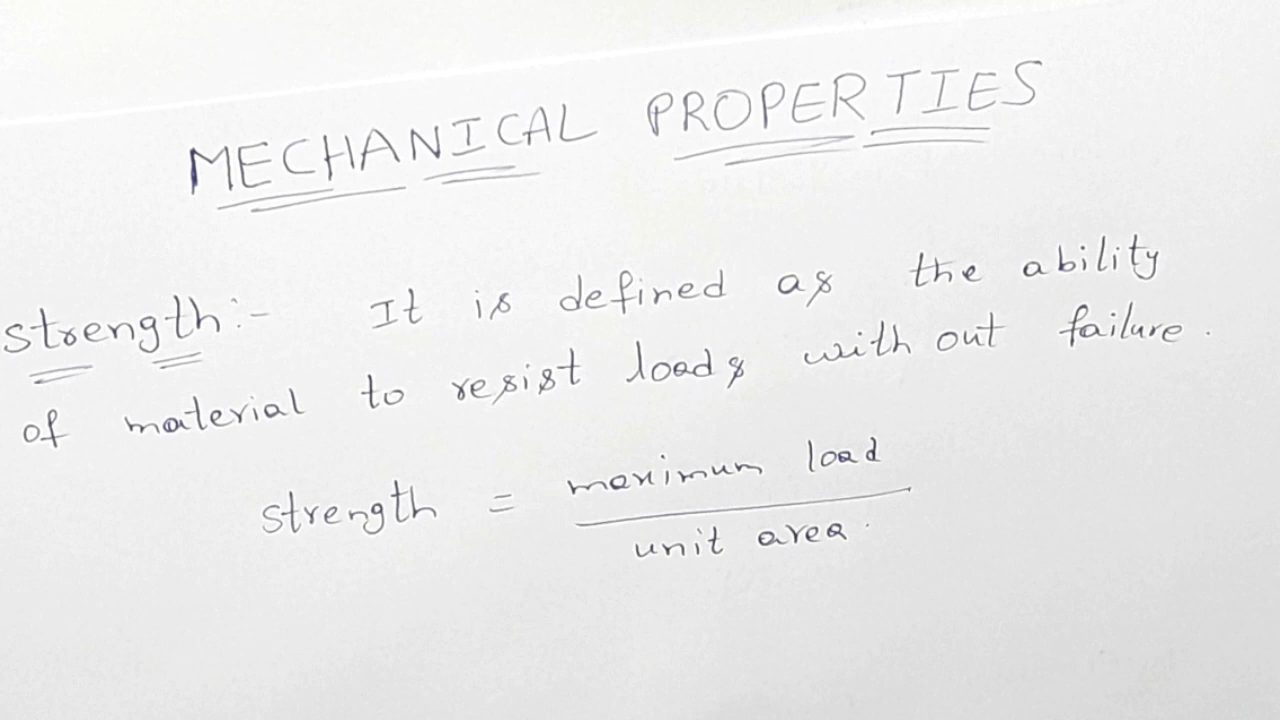 MECHANICAL PROPERTIES
strength:- It is defined as the ability
of material to resist loads with out failure.
strength = maximum load
unit area.